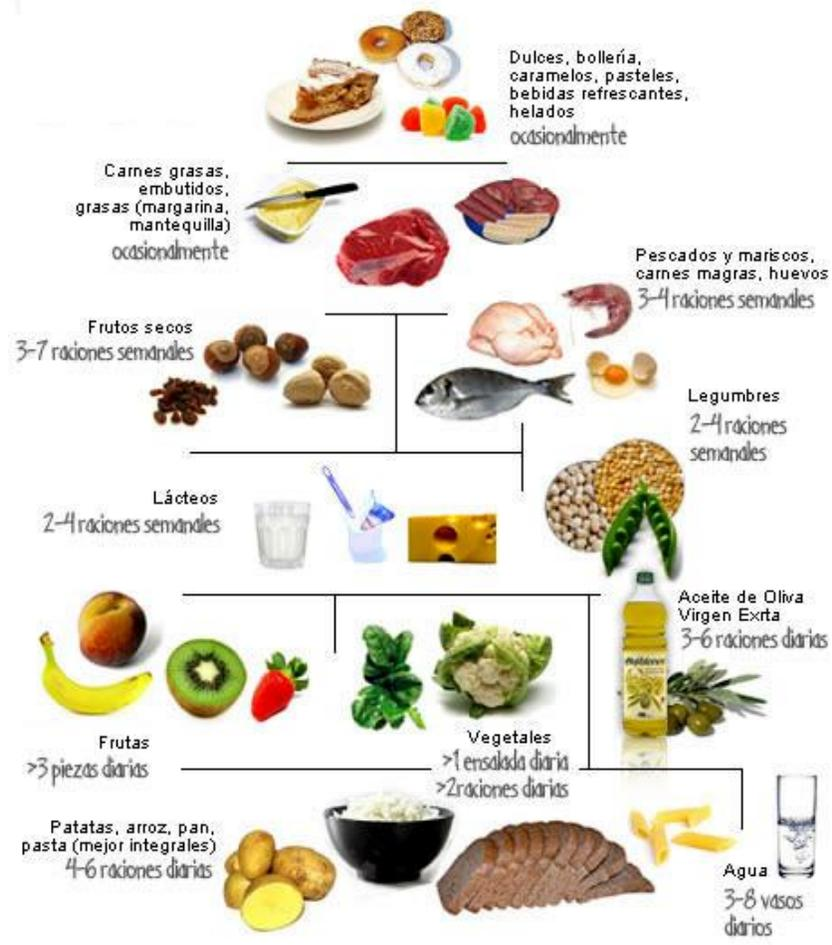 Dulces, bollería,
caramelos, pasteles,
bebidas refrescantes,
helados
ocasionalmente
Carnes grasas,
embutidos,
grasas (margarina,
mantequilla)
ocasionalmente
Pescados y mariscos,
carnes magras, huevos
3-4 raciones semanales
Frutos secos
3-7 raciones semanales
Legumbres
2-4 raciones
semanales
Lácteos
2-4 raciones semanales
Aceite de Oliva
Virgen Exrta
3-6 raciones diarias
Frutas
>3 piezas diarias
Vegetales
>1 ensalada diaria
>2raciones diarias
Patatas, arroz, pan,
pasta (mejor integrales)
4-6 raciones diarias
Agua
3-8 vasos
diarios